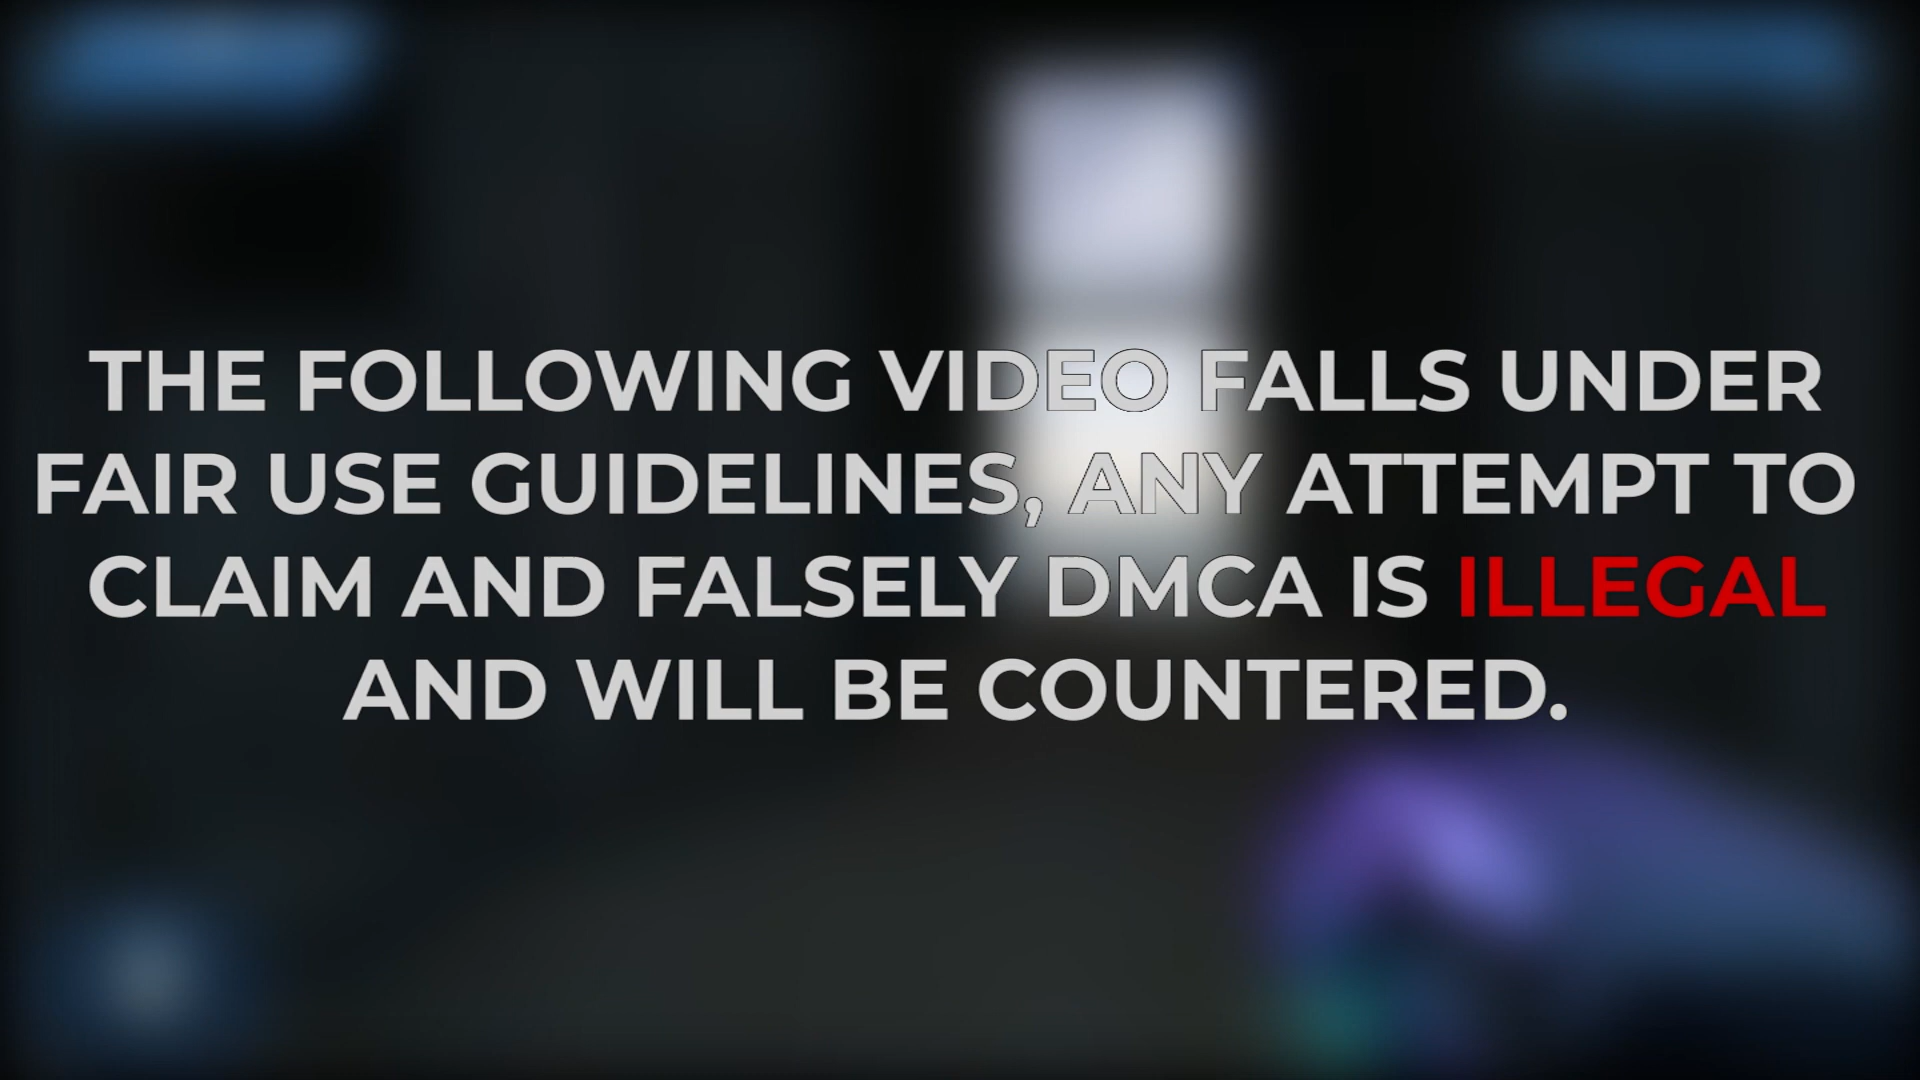 THE FOLLOWING VIDEO FALLS UNDER
FAIR USE GUIDELINES, ANY ATTEMPT TO
CLAIM AND FALSELY DMCA IS ILLEGAL
AND WILL BE COUNTERED.